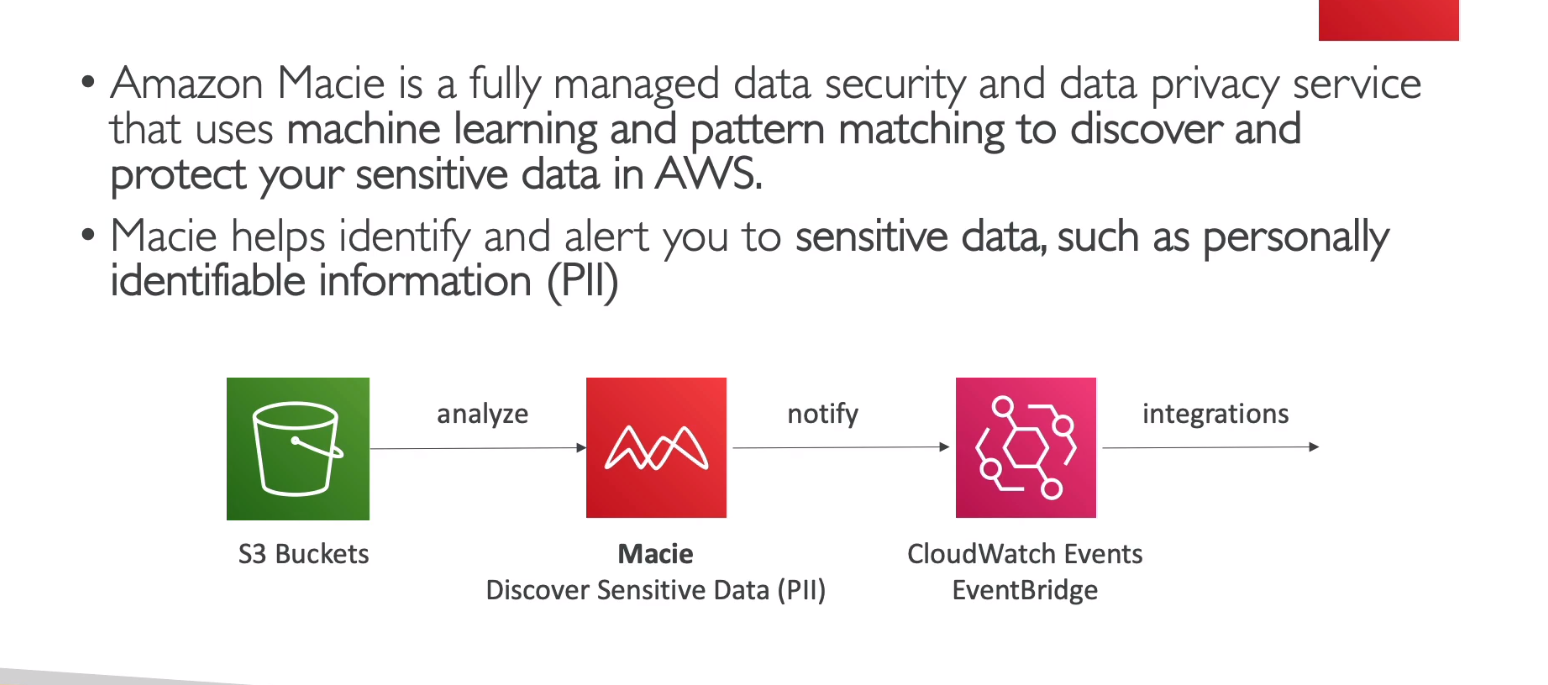 • Amazon Macie is a fully managed data security and data privacy service
that uses machine learning and pattern matching to discover and
protect your sensitive data in AWS.
• Macie helps identify and alert you to sensitive data, such as personally
identifiable information (PII)
analyze
notify
integrations
S3 Buckets
Macie
Discover Sensitive Data (PII)
CloudWatch Events
EventBridge